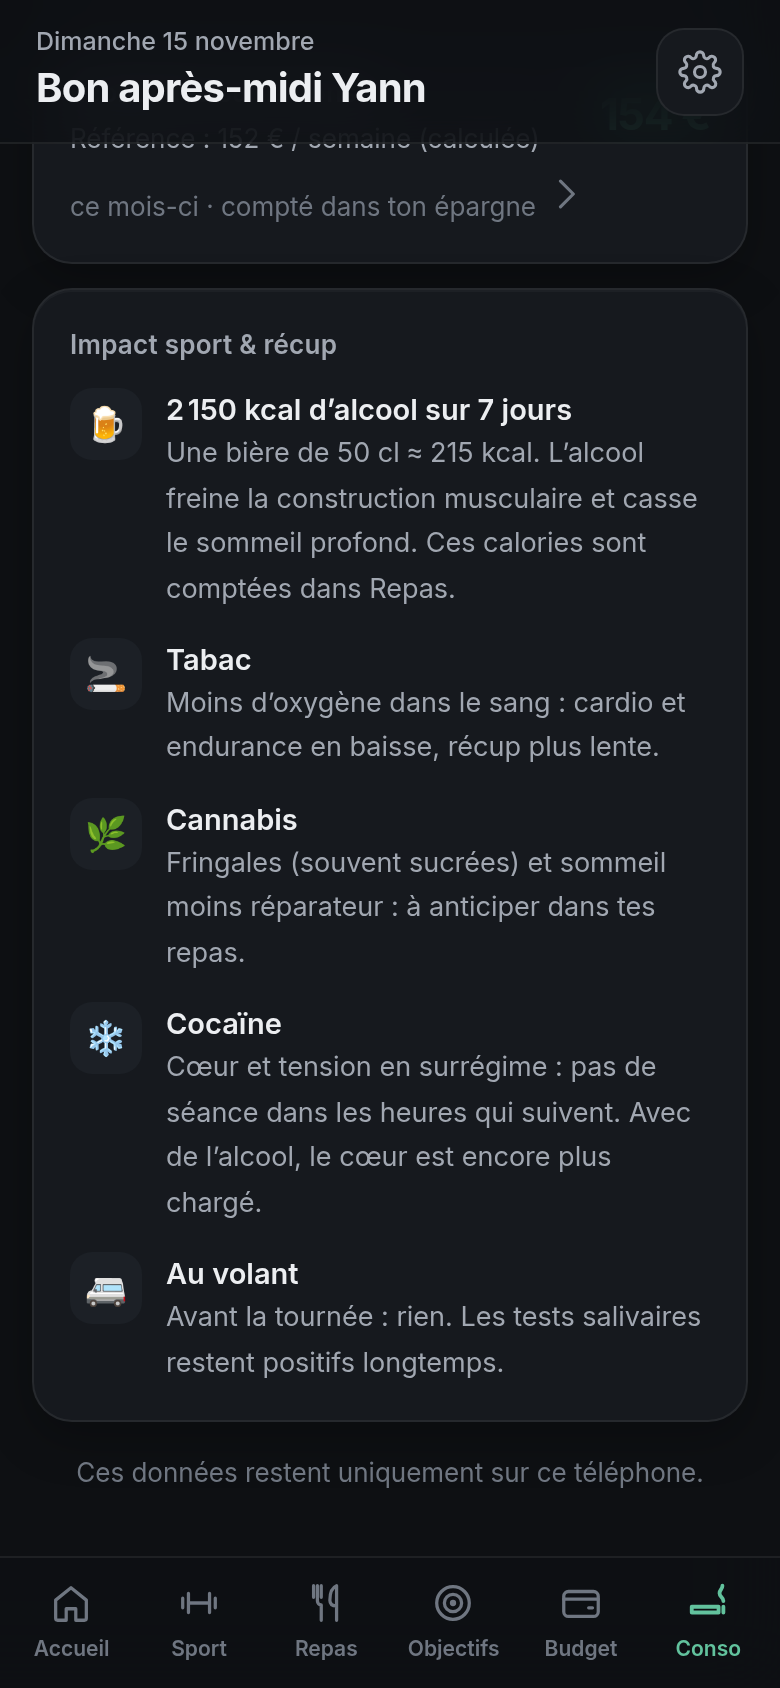 Dimanche 15 novembre
Bon après-midi Yann
154 €
Référence : 152 € / semaine (calculée)
ce mois-ci · compté dans ton épargne
Impact sport & récup
2 150 kcal d’alcool sur 7 jours
Une bière de 50 cl ≈ 215 kcal. L’alcool
freine la construction musculaire et casse
le sommeil profond. Ces calories sont
comptées dans Repas.
Tabac
Moins d’oxygène dans le sang : cardio et
endurance en baisse, récup plus lente.
Cannabis
Fringales (souvent sucrées) et sommeil
moins réparateur : à anticiper dans tes
repas.
Cocaïne
Cœur et tension en surrégime : pas de
séance dans les heures qui suivent. Avec
de l’alcool, le cœur est encore plus
chargé.
Au volant
Avant la tournée : rien. Les tests salivaires
restent positifs longtemps.
Ces données restent uniquement sur ce téléphone.
Accueil
Sport
Repas
Objectifs
Budget
Conso